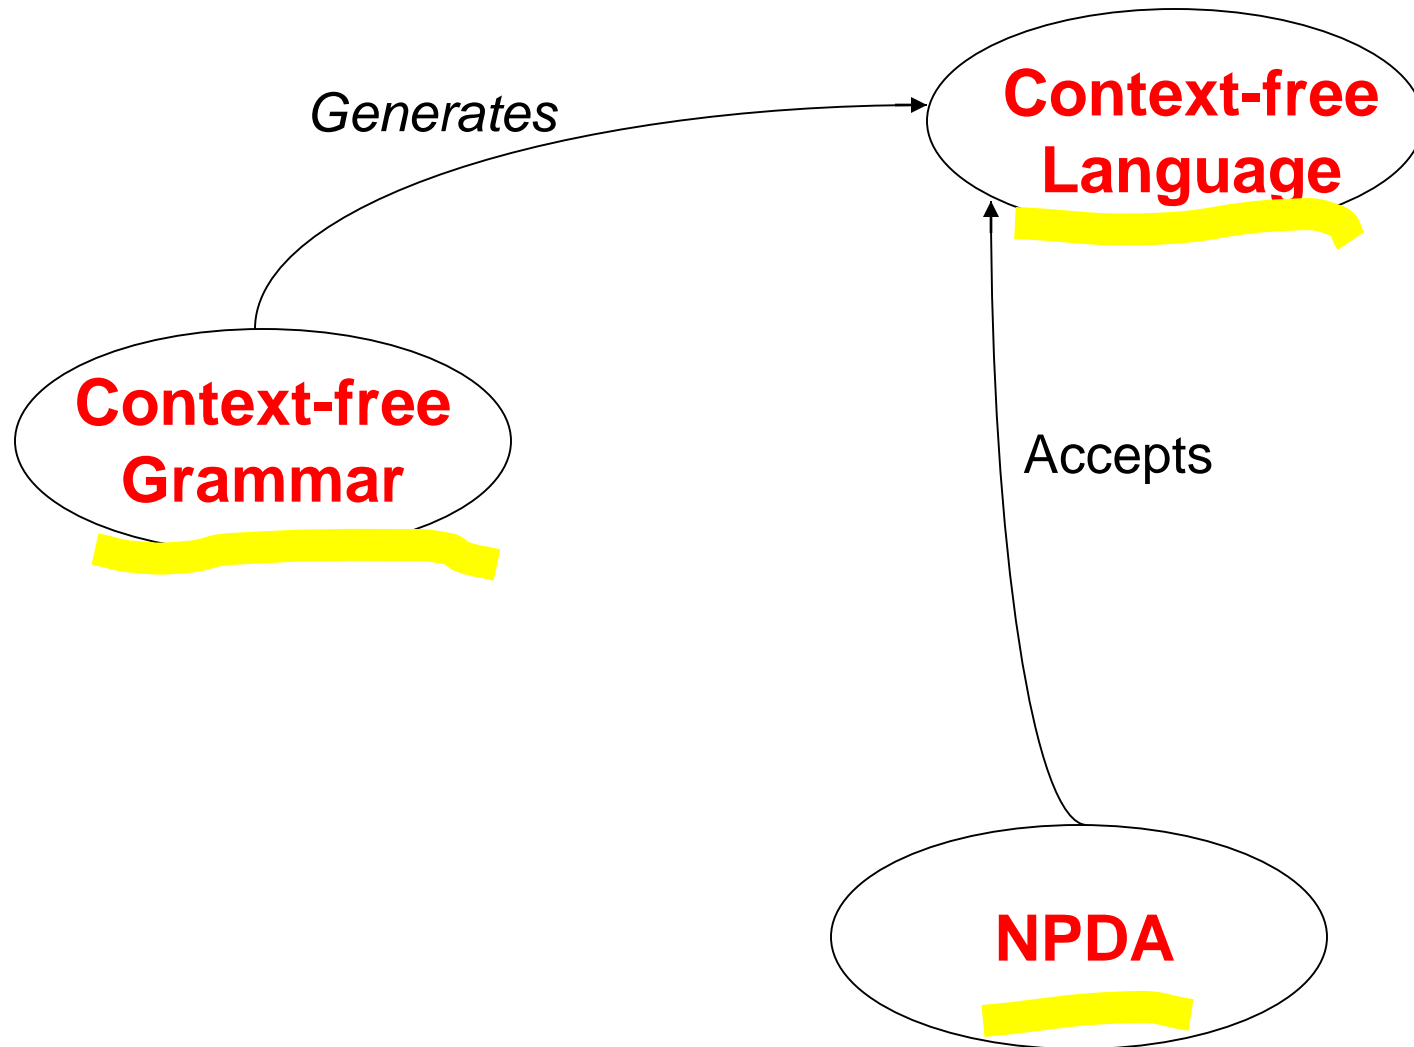 Generates
Context-free
Language
Context-free
Grammar
Accepts
NPDA